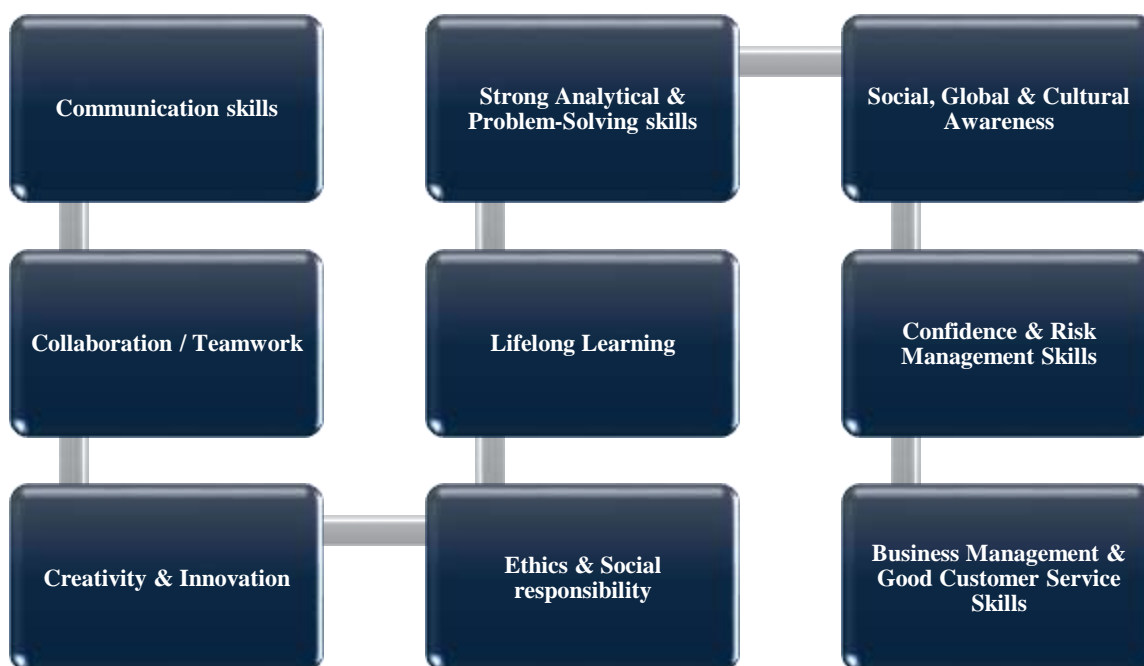 Communication skills
Collaboration / Teamwork
Creativity & Innovation
Ethics & Social
responsibility
Lifelong Learning
Strong Analytical &
Problem-Solving skills
Social, Global & Cultural
Awareness
Confidence & Risk
Management Skills
Business Management &
Good Customer Service
Skills